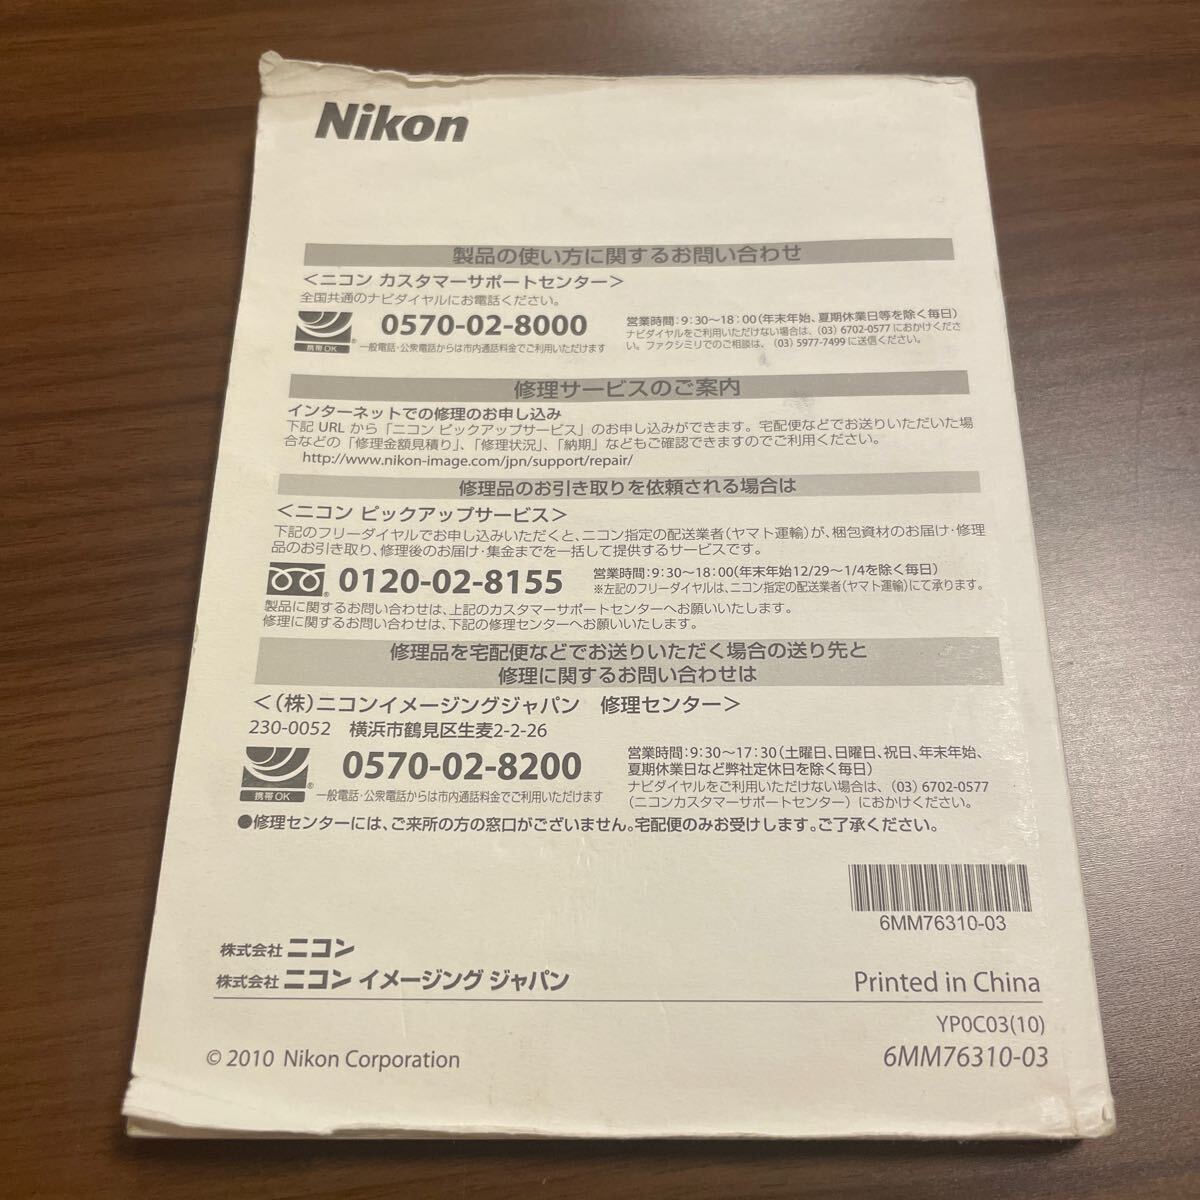 Nikon
製品の使い方に関するお問い合わせ
＜ニコン カスタマーサポートセンター＞
全国共通のナビダイヤルにお電話ください。
0570-02-8000
携帯OK
一般電話・公衆電話からは市内通話料金でご利用いただけます
営業時間：9：30～18：00（年末年始、夏期休業日等を除く毎日）
ナビダイヤルをご利用いただけない場合は、（03）6702-0577 におかけくださ
い。ファクシミリでのご相談は、（03）5977-7499 に送信ください。
修理サービスのご案内
インターネットでの修理のお申し込み
下記 URL から「ニコン ピックアップサービス」のお申し込みができます。宅配便などでお送りいただいた場
合などの「修理金額見積り」、「修理状況」、「納期」などもご確認できますのでご利用ください。
http://www.nikon-image.com/jpn/support/repair/
修理品のお引き取りを依頼される場合は
＜ニコン ピックアップサービス＞
下記のフリーダイヤルでお申し込みいただくと、ニコン指定の配送業者（ヤマト運輸）が、梱包資材のお届け・修理
品のお引き取り、修理後のお届け・集金までを一括して提供するサービスです。
0120-02-8155
営業時間：9：30～18：00（年末年始12/29～1/4を除く毎日）
※左記のフリーダイヤルは、ニコン指定の配送業者（ヤマト運輸）にて承ります。
製品に関するお問い合わせは、上記のカスタマーサポートセンターへお願いいたします。
修理に関するお問い合わせは、下記の修理センターへお願いいたします。
修理品を宅配便などでお送りいただく場合の送り先と
修理に関するお問い合わせは
＜（株）ニコンイメージングジャパン 修理センター＞
230-0052 横浜市鶴見区生麦2-2-26
0570-02-8200
携帯OK
一般電話・公衆電話からは市内通話料金でご利用いただけます
営業時間：9：30～17：30（土曜日、日曜日、祝日、年末年始、
夏期休業日など弊社定休日を除く毎日）
ナビダイヤルをご利用いただけない場合は、（03）6702-0577
（ニコンカスタマーサポートセンター）におかけください。
●修理センターには、ご来所の方の窓口がございません。宅配便のみお受けします。ご了承ください。
6MM76310-03
株式会社 ニコン
株式会社 ニコン イメージング ジャパン
Printed in China
YP0C03(10)
© 2010 Nikon Corporation
6MM76310-03